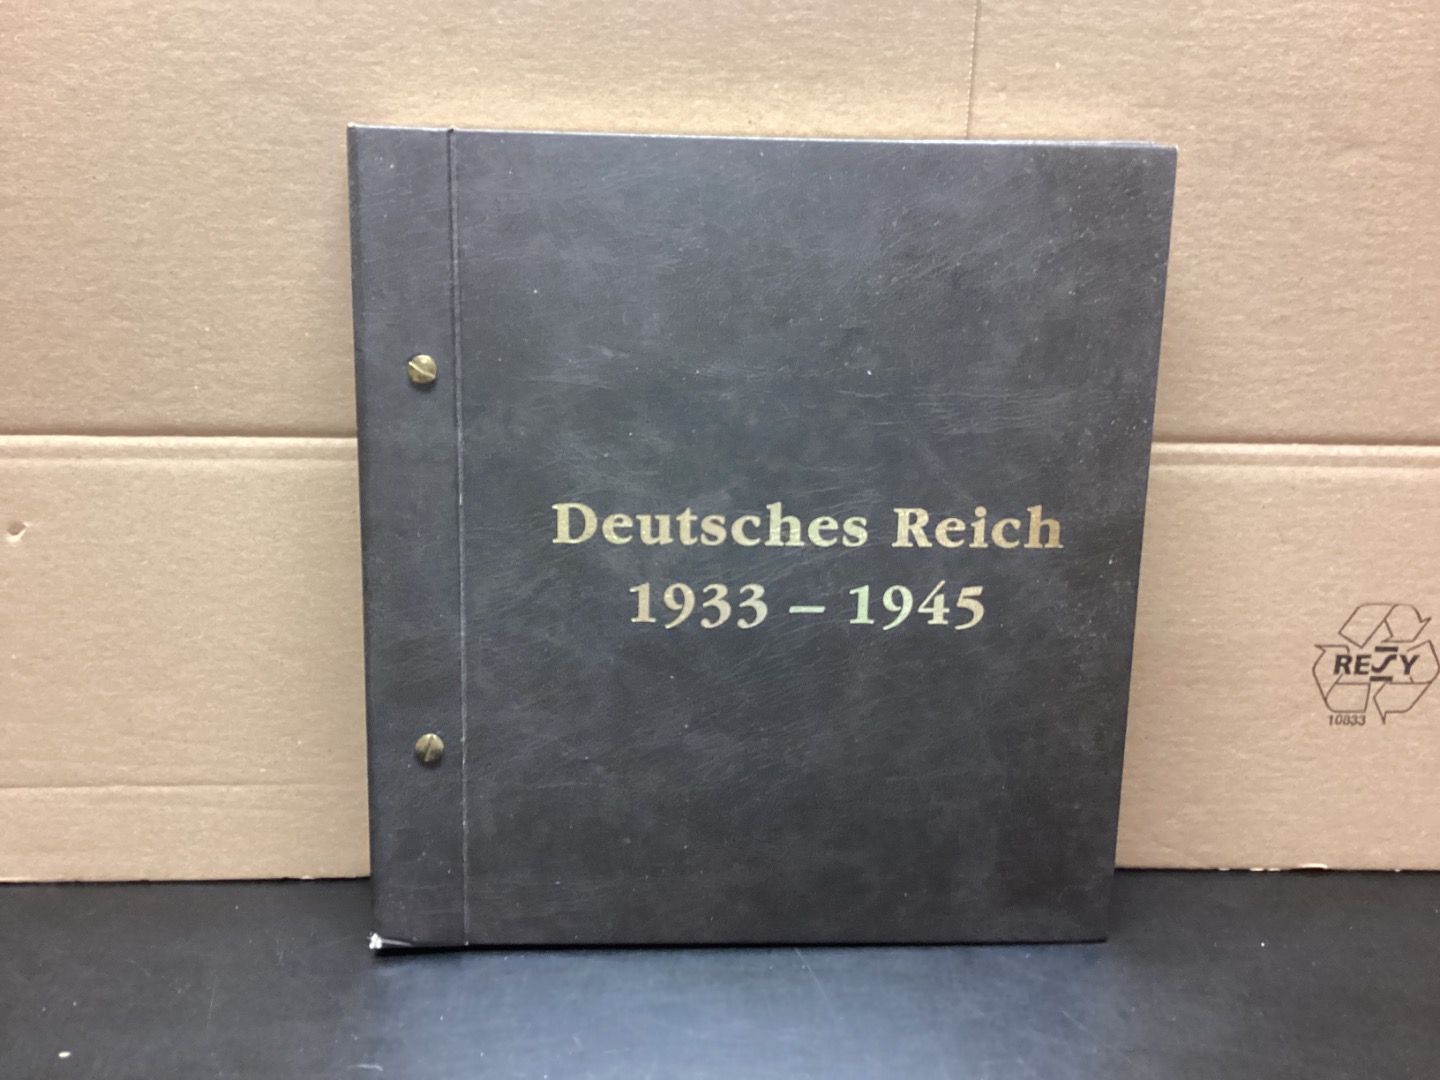 Deutsches Reich
1933 – 1945
RESY
10833